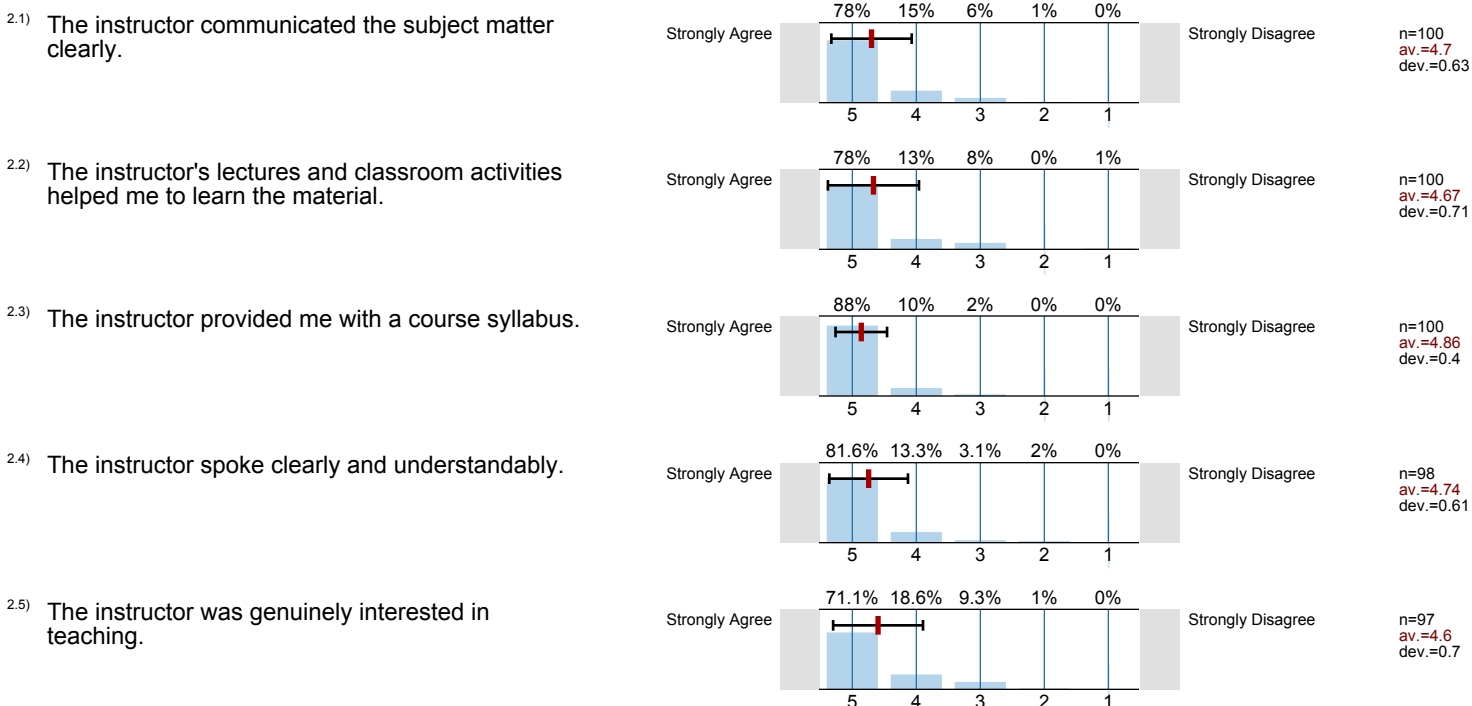 78% 15% 6% 1% 0%
2.1) The instructor communicated the subject matter
clearly.
Strongly Agree
Strongly Disagree
n=100
av.=4.7
dev.=0.63
5 4 3 2 1
78% 13% 8% 0% 1%
2.2) The instructor's lectures and classroom activities
helped me to learn the material.
Strongly Agree
Strongly Disagree
n=100
av.=4.67
dev.=0.71
5 4 3 2 1
88% 10% 2% 0% 0%
2.3) The instructor provided me with a course syllabus.
Strongly Agree
Strongly Disagree
n=100
av.=4.86
dev.=0.4
5 4 3 2 1
81.6% 13.3% 3.1% 2% 0%
2.4) The instructor spoke clearly and understandably.
Strongly Agree
Strongly Disagree
n=98
av.=4.74
dev.=0.61
5 4 3 2 1
71.1% 18.6% 9.3% 1% 0%
2.5) The instructor was genuinely interested in
teaching.
Strongly Agree
Strongly Disagree
n=97
av.=4.6
dev.=0.7
5 4 3 2 1